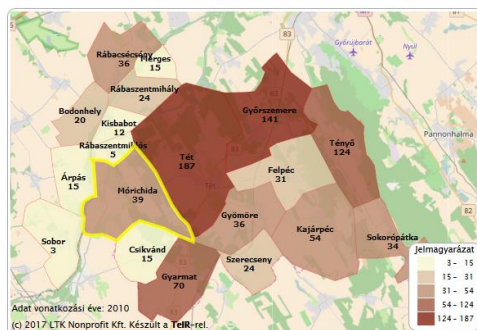 83
81
Győrújbarát
Nyúl
Rábacsécsény
36
Mérges
15
Rábaszentmihály
24
Bodonhely
20
Kisbabot
12
Rábaszentmiklós
5
Győrszemere
141
Tényő
124
Pannonhalma
Tét
187
Felpéc
31
Árpás
15
Mórichida
39
Gyömöre
36
Kajárpéc
54
Sokorópátka
34
82
Sobor
3
Csikvánd
15
Szerecseny
24
Gyarmat
70
Jelmagyarázat
3 - 15
15 - 31
31 - 54
54 - 124
124 - 187
Adat vonatkozási éve: 2010
(c) 2017 LTK Nonprofit Kft. Készült a TeIR-rel.